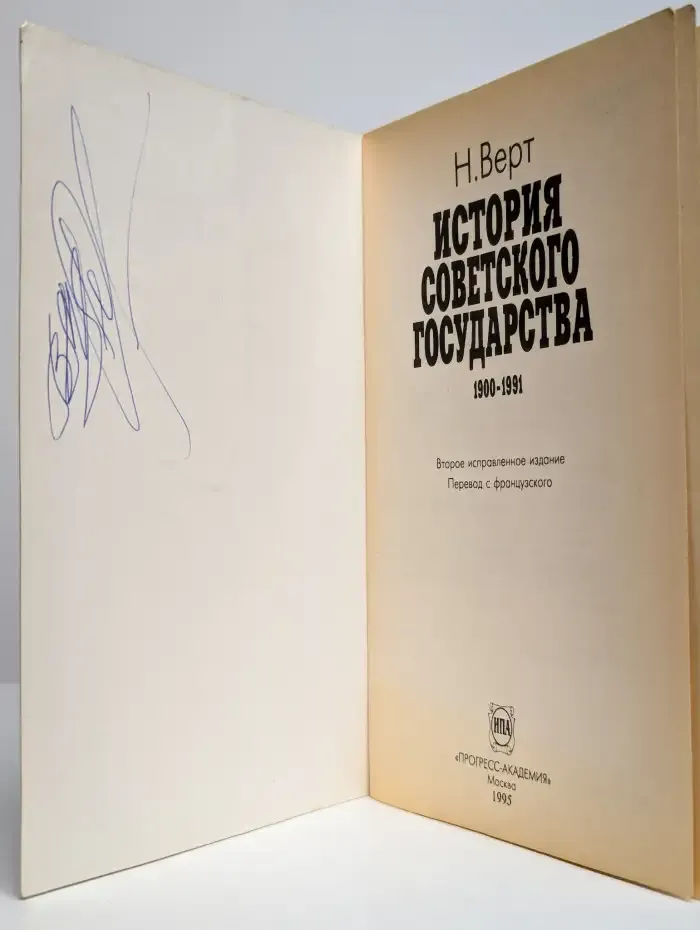 Н.Верт
ИСТОРИЯ
СОВЕТСКОГО
ГОСУДАРСТВА
1900-1991
Второе исправленное издание
Перевод с французского
НПА
«ПРОГРЕСС-АКАДЕМИЯ»
Москва
1995